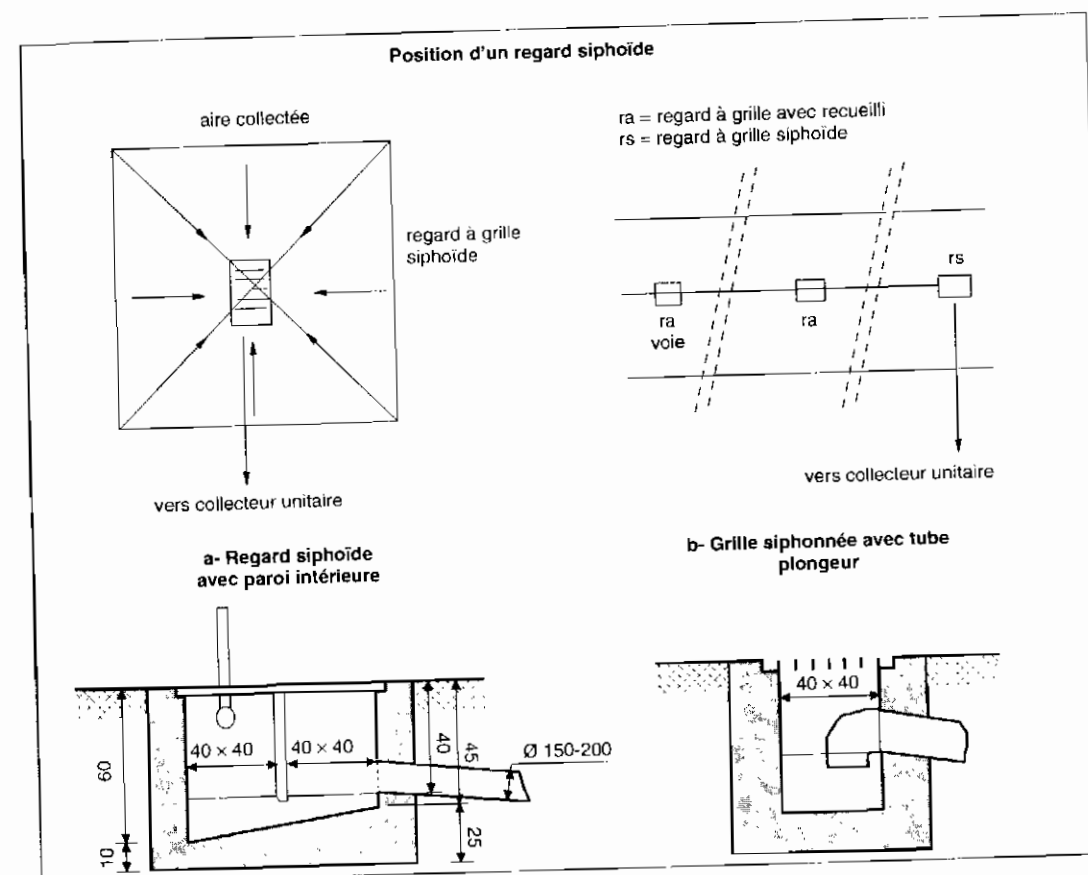 Position d'un regard siphoïde
aire collectée
regard à grille
siphoïde
vers collecteur unitaire
ra = regard à grille avec recueilli
rs = regard à grille siphoïde
rs
ra
voie
ra
vers collecteur unitaire
a- Regard siphoïde
avec paroi intérieure
60
10
40 × 40
40 × 40
40
45
25
Ø 150-200
b- Grille siphonnée avec tube
plongeur
40 × 40